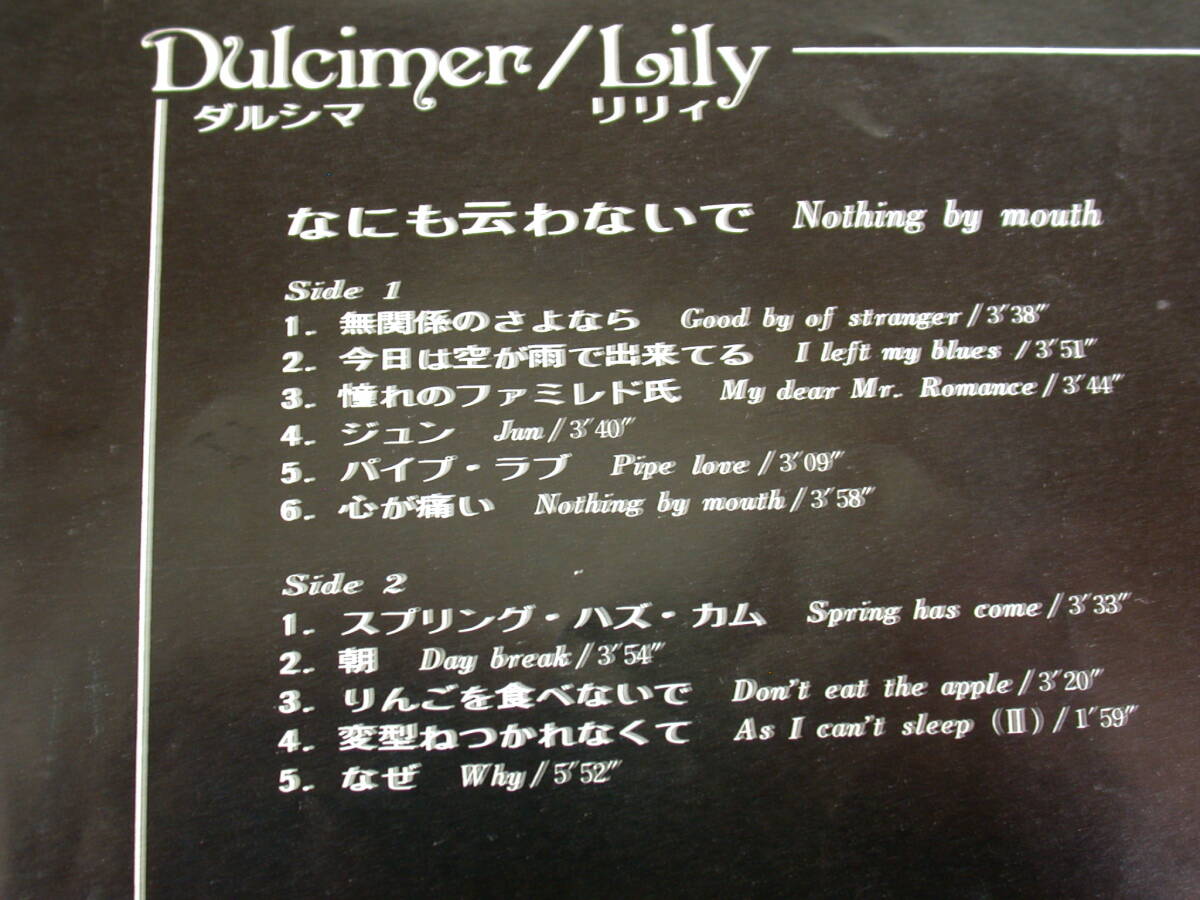 Dulcimer/Lily
ダルシマ リリィ
なにも云わないで Nothing by mouth
Side 1
1. 無関係のさよなら Good by of stranger/3′38″
2. 今日は空が雨で出来てる I left my blues /3′51″
3. 憧れのファミレド氏 My dear Mr. Romance/3′44″
4. ジュン Jun/3′40″
5. パイプ・ラブ Pipe love /3′09″
6. 心が痛い Nothing by mouth/3′58″
Side 2
1. スプリング・ハズ・カム Spring has come/3′33″
2. 朝 Day break/3′54″
3. りんごを食べないで Don't eat the apple/3′20″
4. 変型ねつかれなくて As I can't sleep (Ⅱ)/1′59″
5. なぜ Why/5′52″